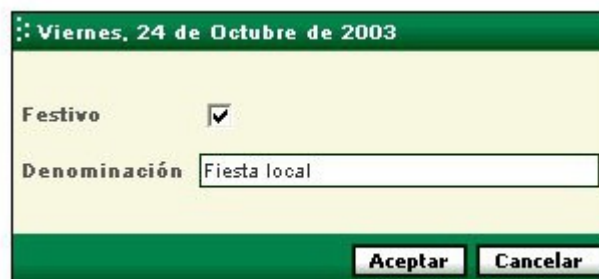 Viernes, 24 de Octubre de 2003
Festivo
Denominación Fiesta local
Aceptar Cancelar